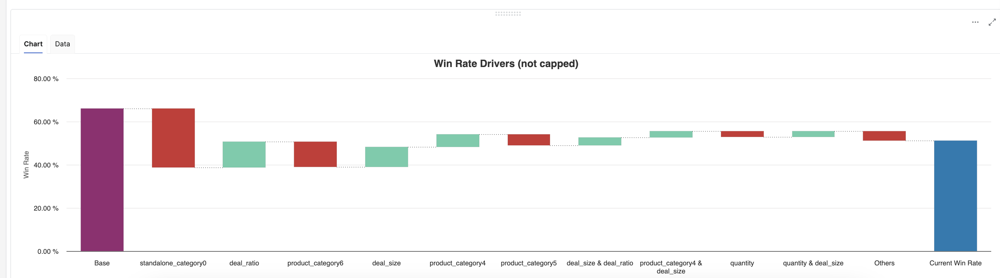 ...
Chart Data
Win Rate Drivers (not capped)
80.00 %
60.00 %
40.00 %
20.00 %
0.00 %
Win Rate
Base standalone_category0 deal_ratio product_category6 deal_size product_category4 product_category5 deal_size & deal_ratio product_category4 & quantity quantity & deal_size Others Current Win Rate
deal_size